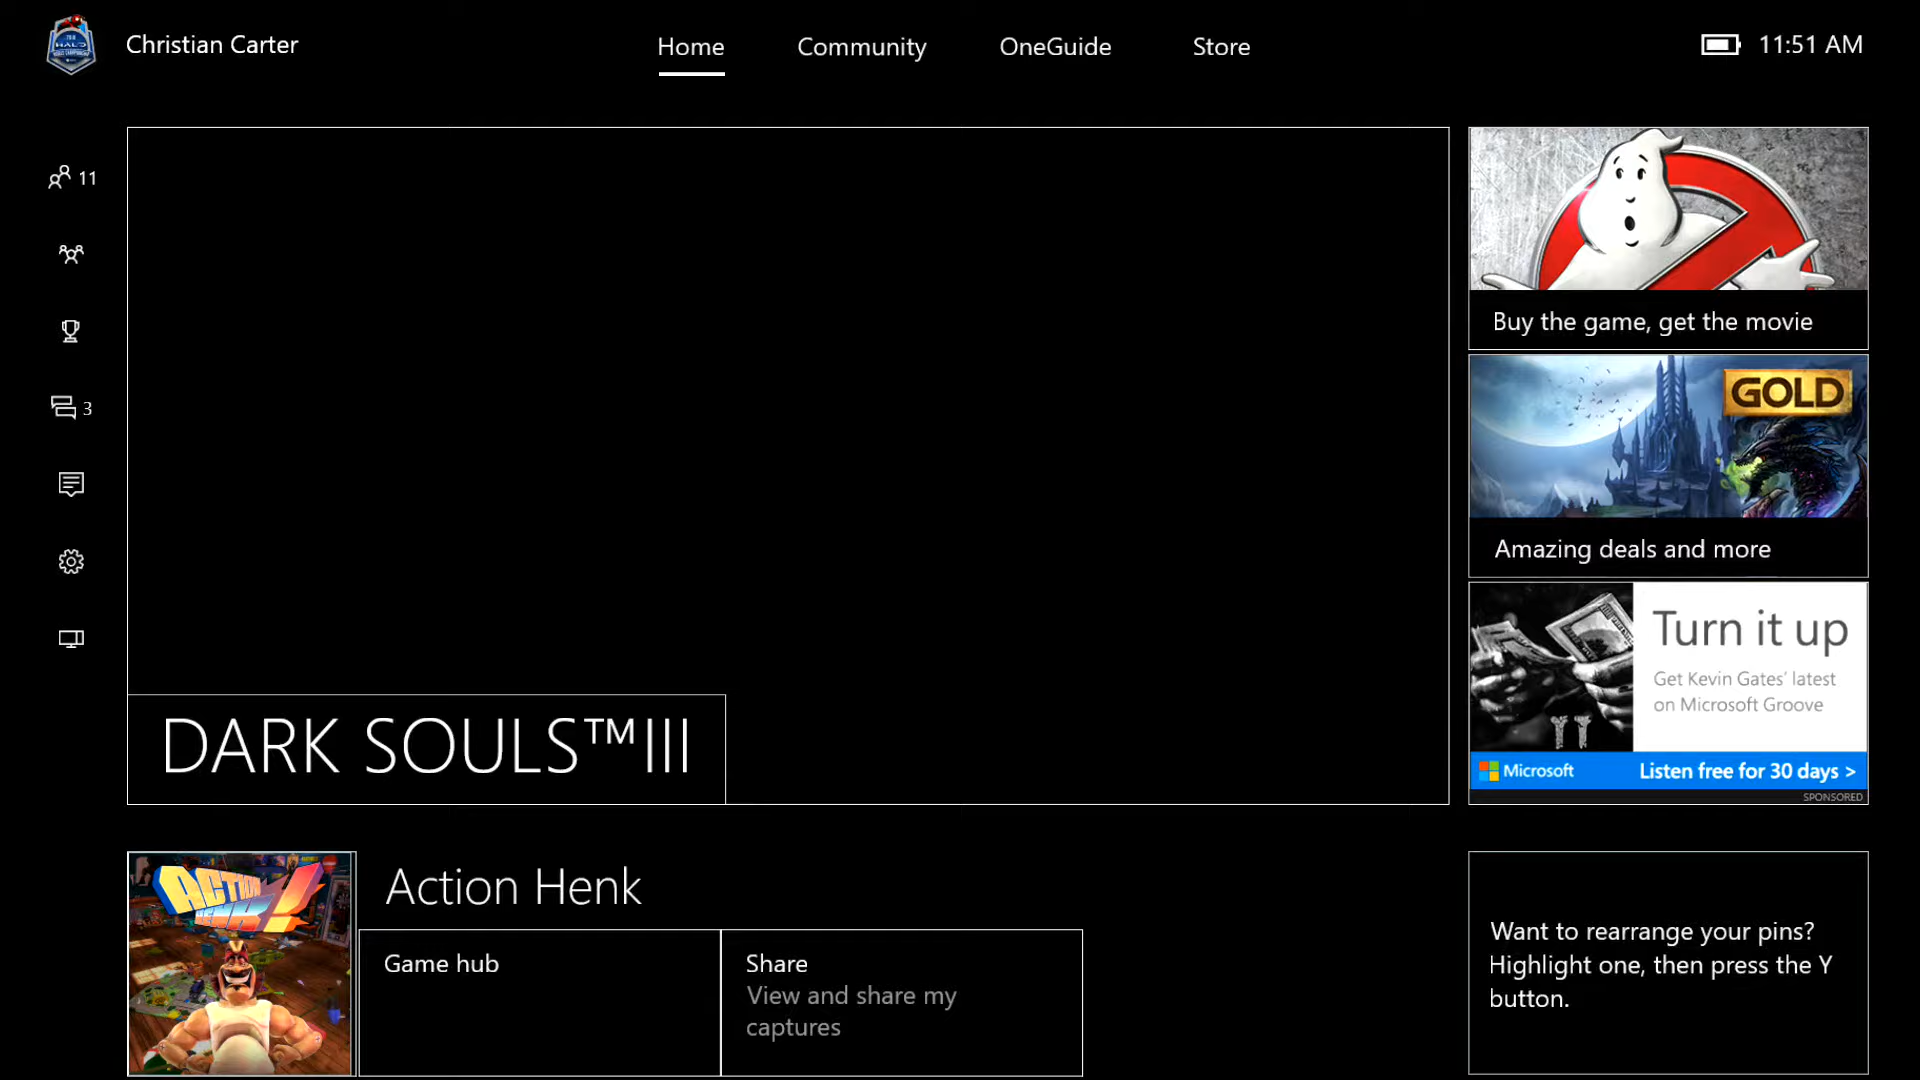 Christian Carter
Home
Community
OneGuide
Store
11:51 AM
11
3
DARK SOULS™III
Buy the game, get the movie
GOLD
Amazing deals and more
Turn it up
Get Kevin Gates' latest
on Microsoft Groove
Microsoft
Listen free for 30 days >
SPONSORED
ACTION
HENK!
Action Henk
Game hub
Share
View and share my
captures
Want to rearrange your pins?
Highlight one, then press the Y
button.